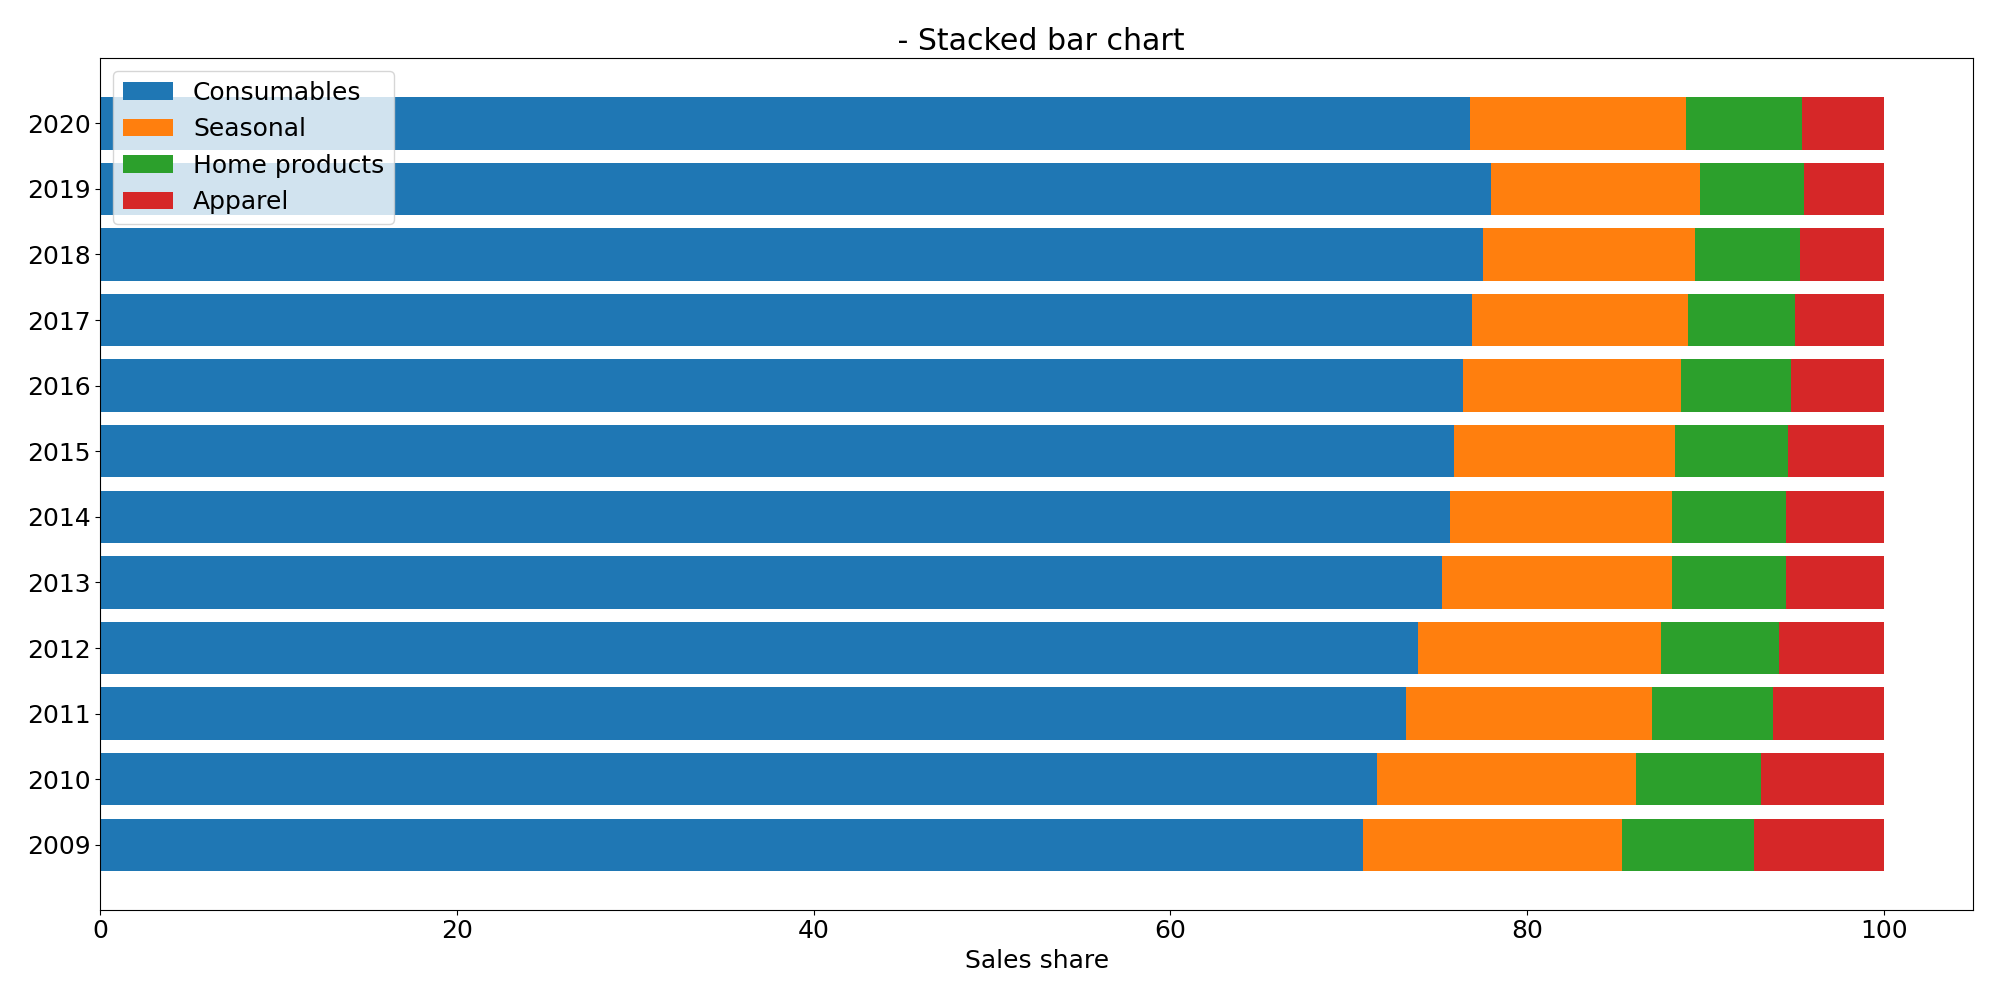 - Stacked bar chart
Consumables
Seasonal
Home products
Apparel
2020
2019
2018
2017
2016
2015
2014
2013
2012
2011
2010
2009
0 20 40 60 80 100
Sales share